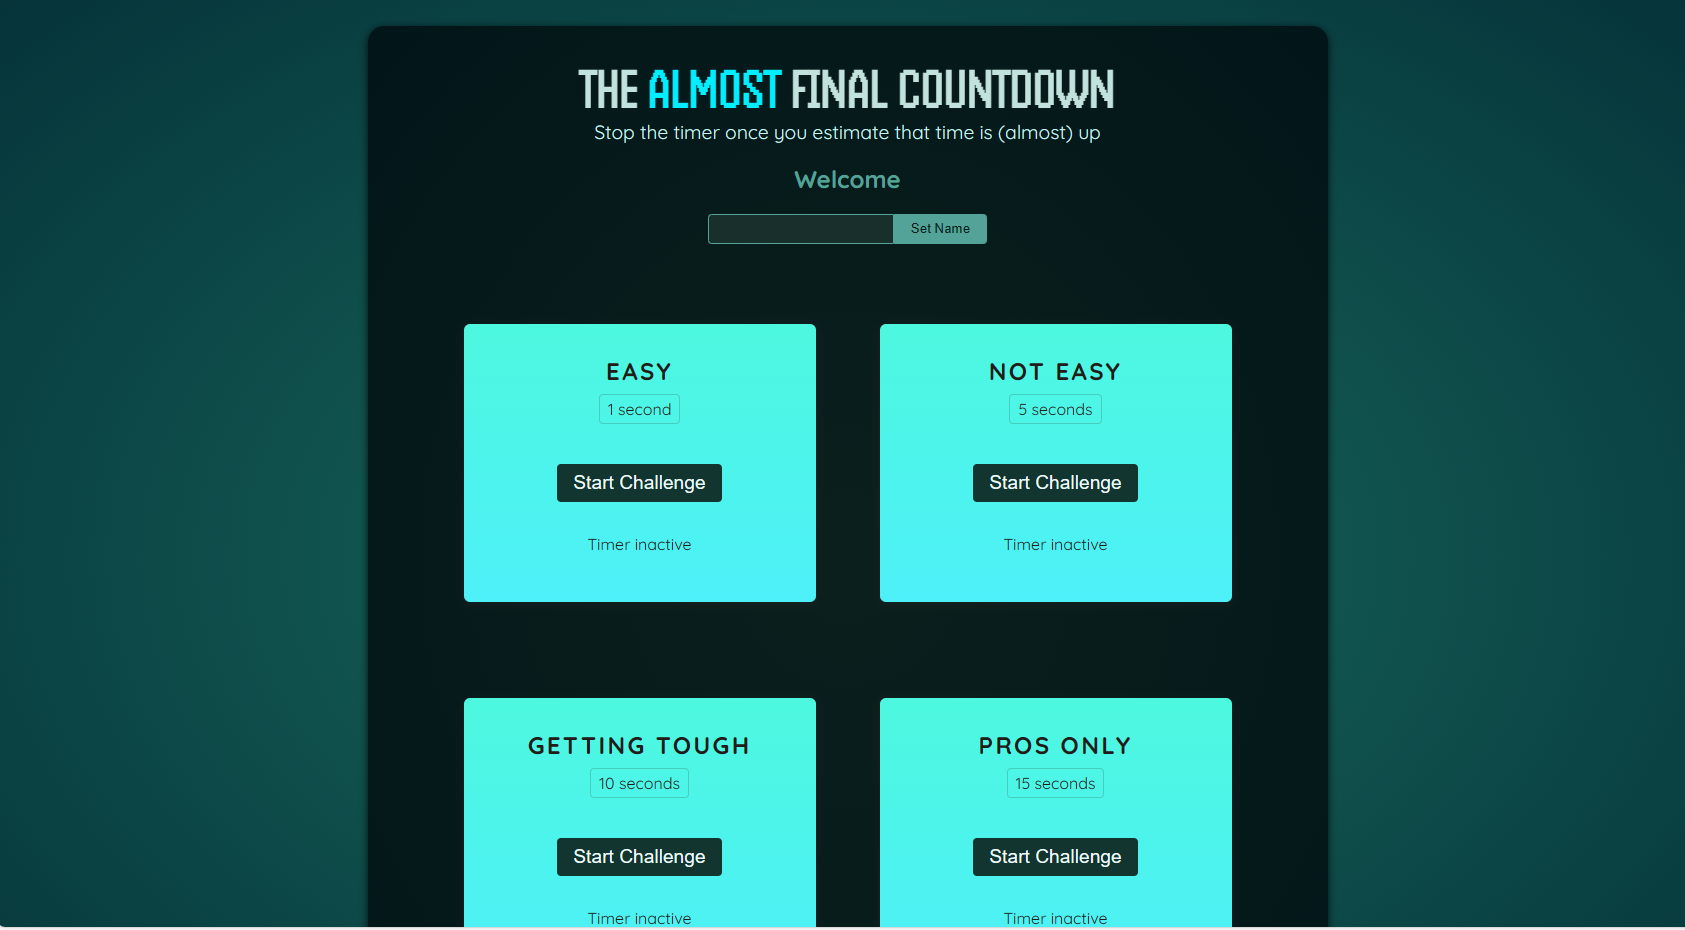 THE ALMOST FINAL COUNTDOWN
Stop the timer once you estimate that time is (almost) up
Welcome
Set Name
EASY
1 second
Start Challenge
Timer inactive
NOT EASY
5 seconds
Start Challenge
Timer inactive
GETTING TOUGH
10 seconds
Start Challenge
Timer inactive
PROS ONLY
15 seconds
Start Challenge
Timer inactive